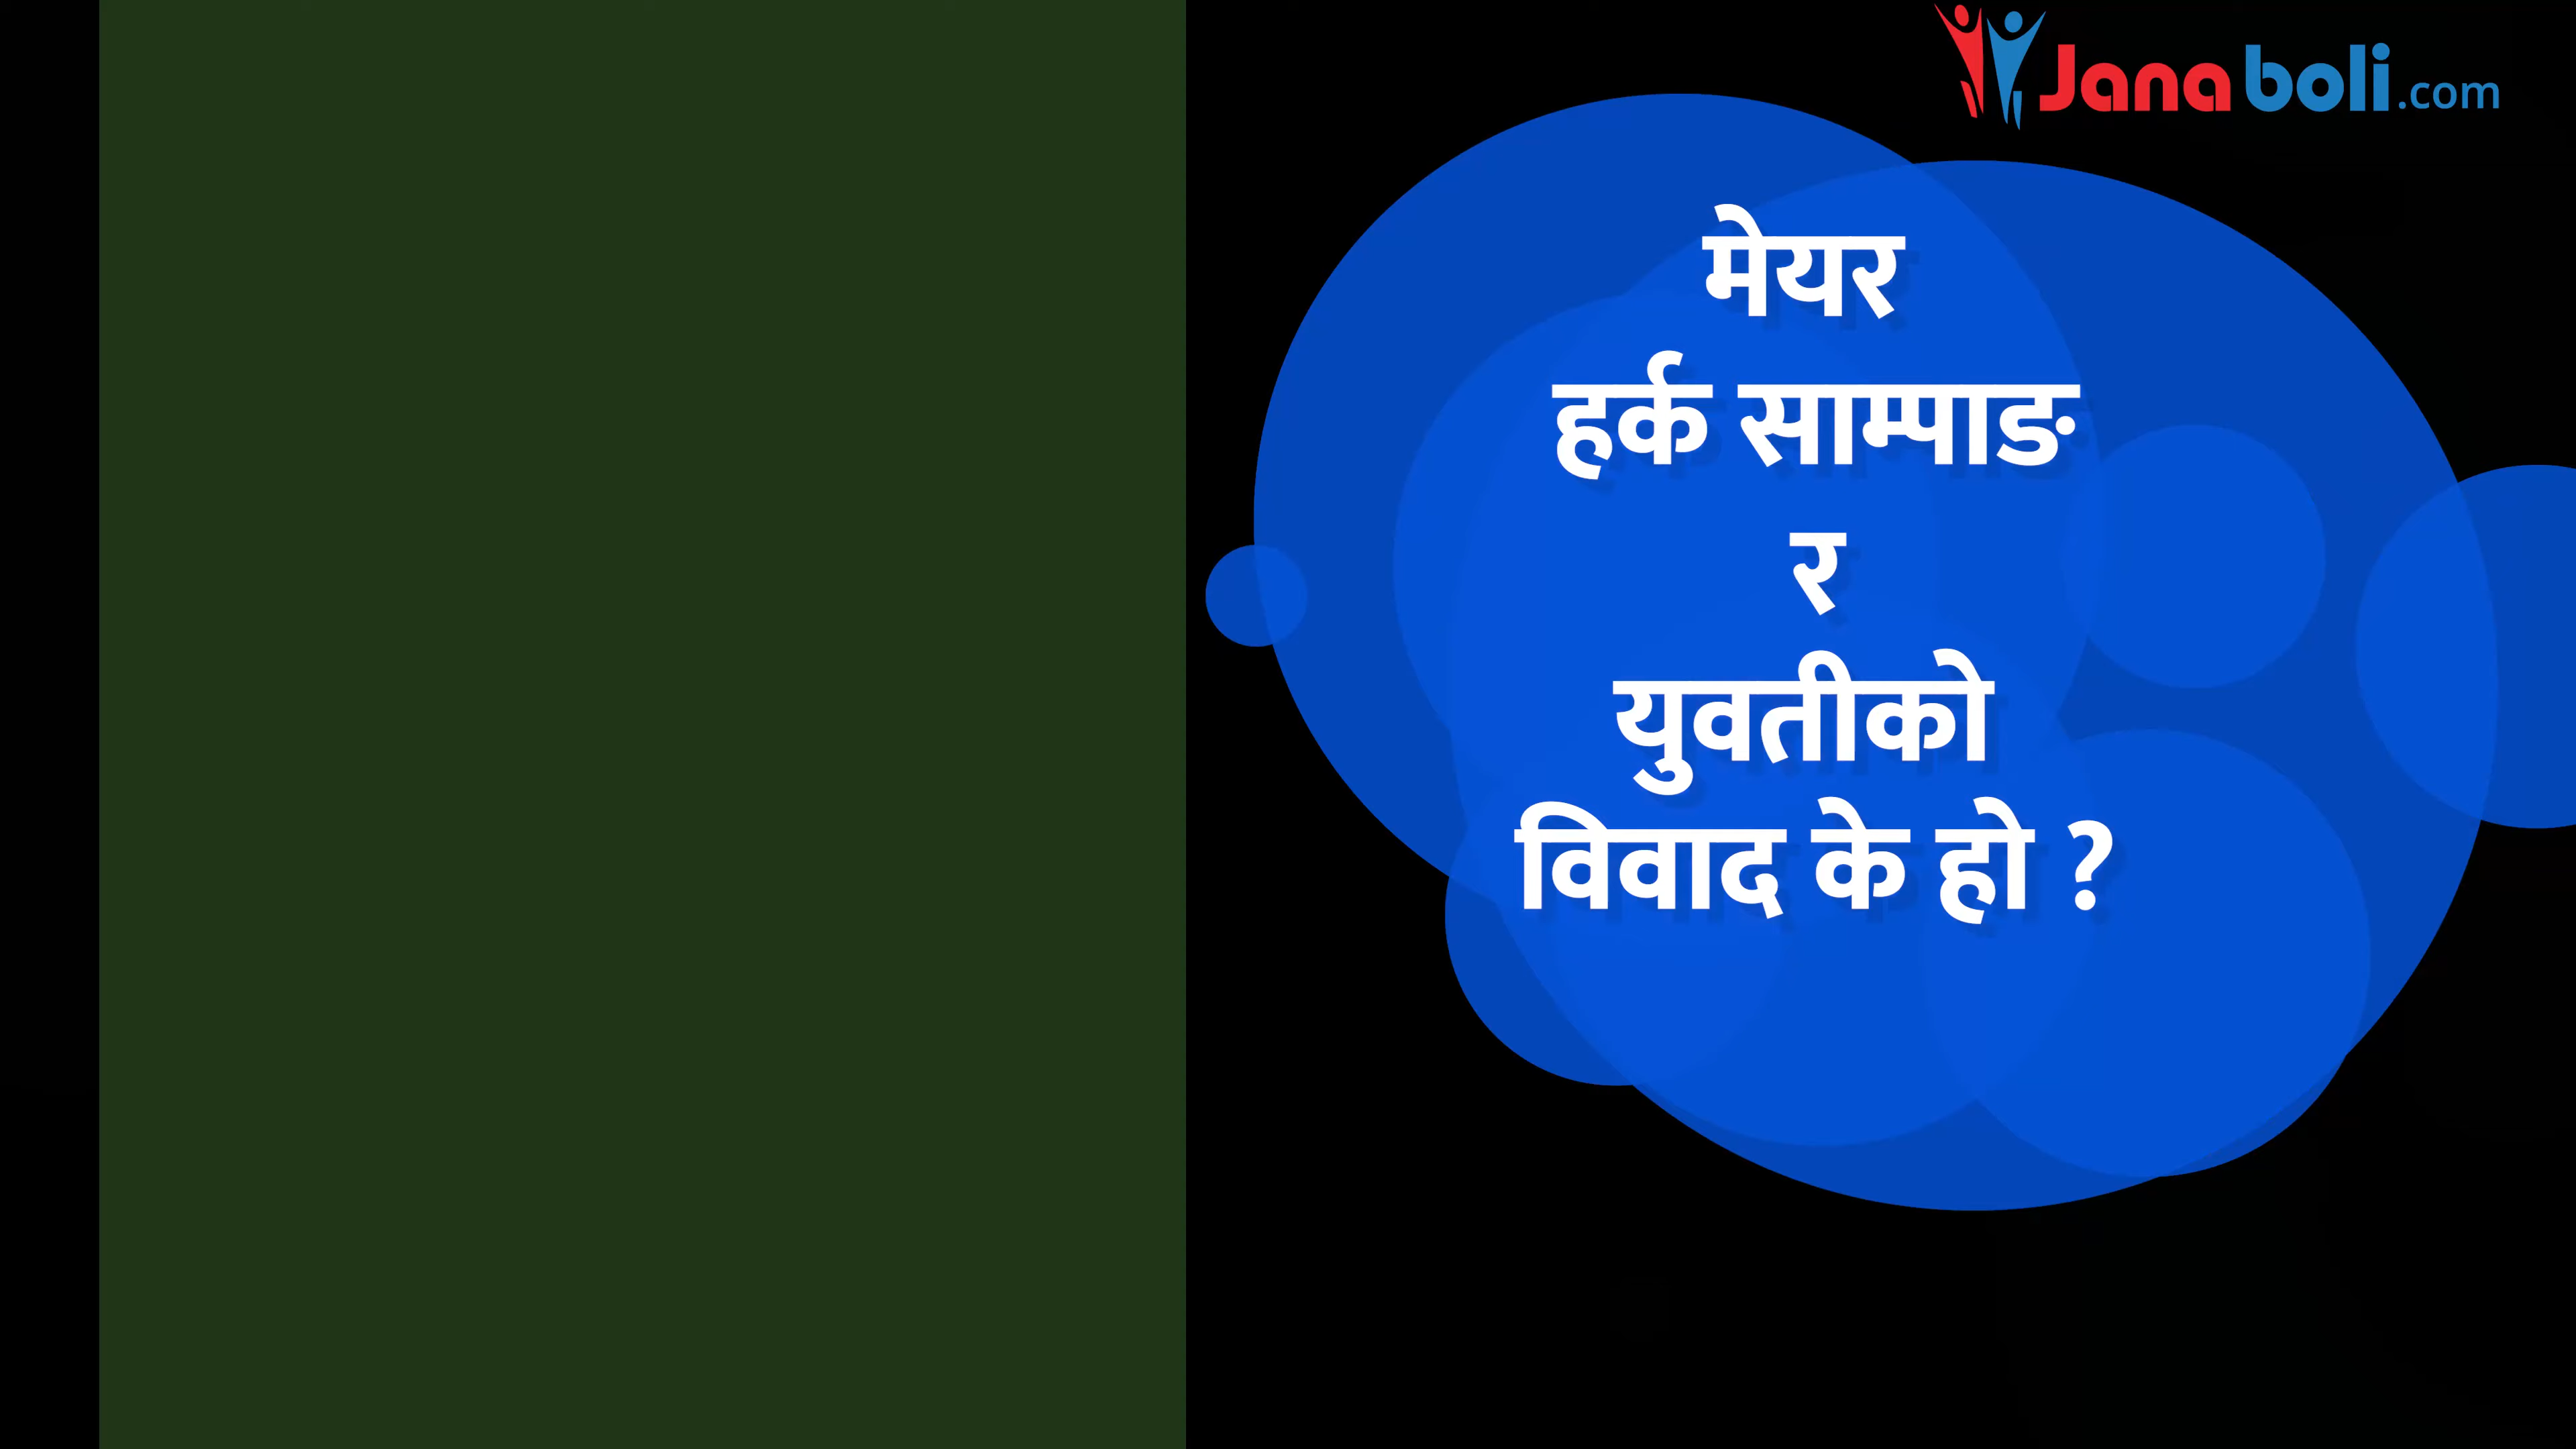 Janaboli.com
मेयर
हर्क साम्पाङ
र
युवतीको
विवाद के हो ?